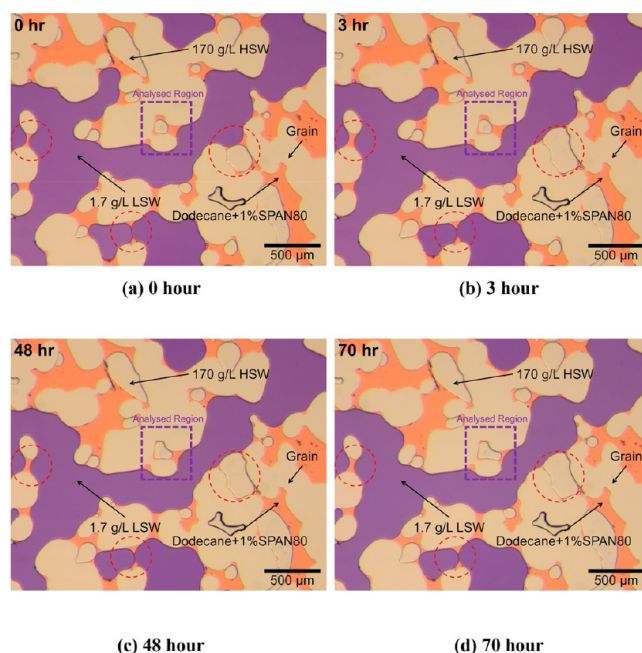 0 hr
170 g/L HSW
Analysed Region
Grain
1.7 g/L LSW
Dodecane+1%SPAN80
500 µm
(a) 0 hour
3 hr
170 g/L HSW
Analysed Region
Grain
1.7 g/L LSW
Dodecane+1%SPAN80
500 µm
(b) 3 hour
48 hr
170 g/L HSW
Analysed Region
Grain
1.7 g/L LSW
Dodecane+1%SPAN80
500 µm
(c) 48 hour
70 hr
170 g/L HSW
Analysed Region
Grain
1.7 g/L LSW
Dodecane+1%SPAN80
500 µm
(d) 70 hour